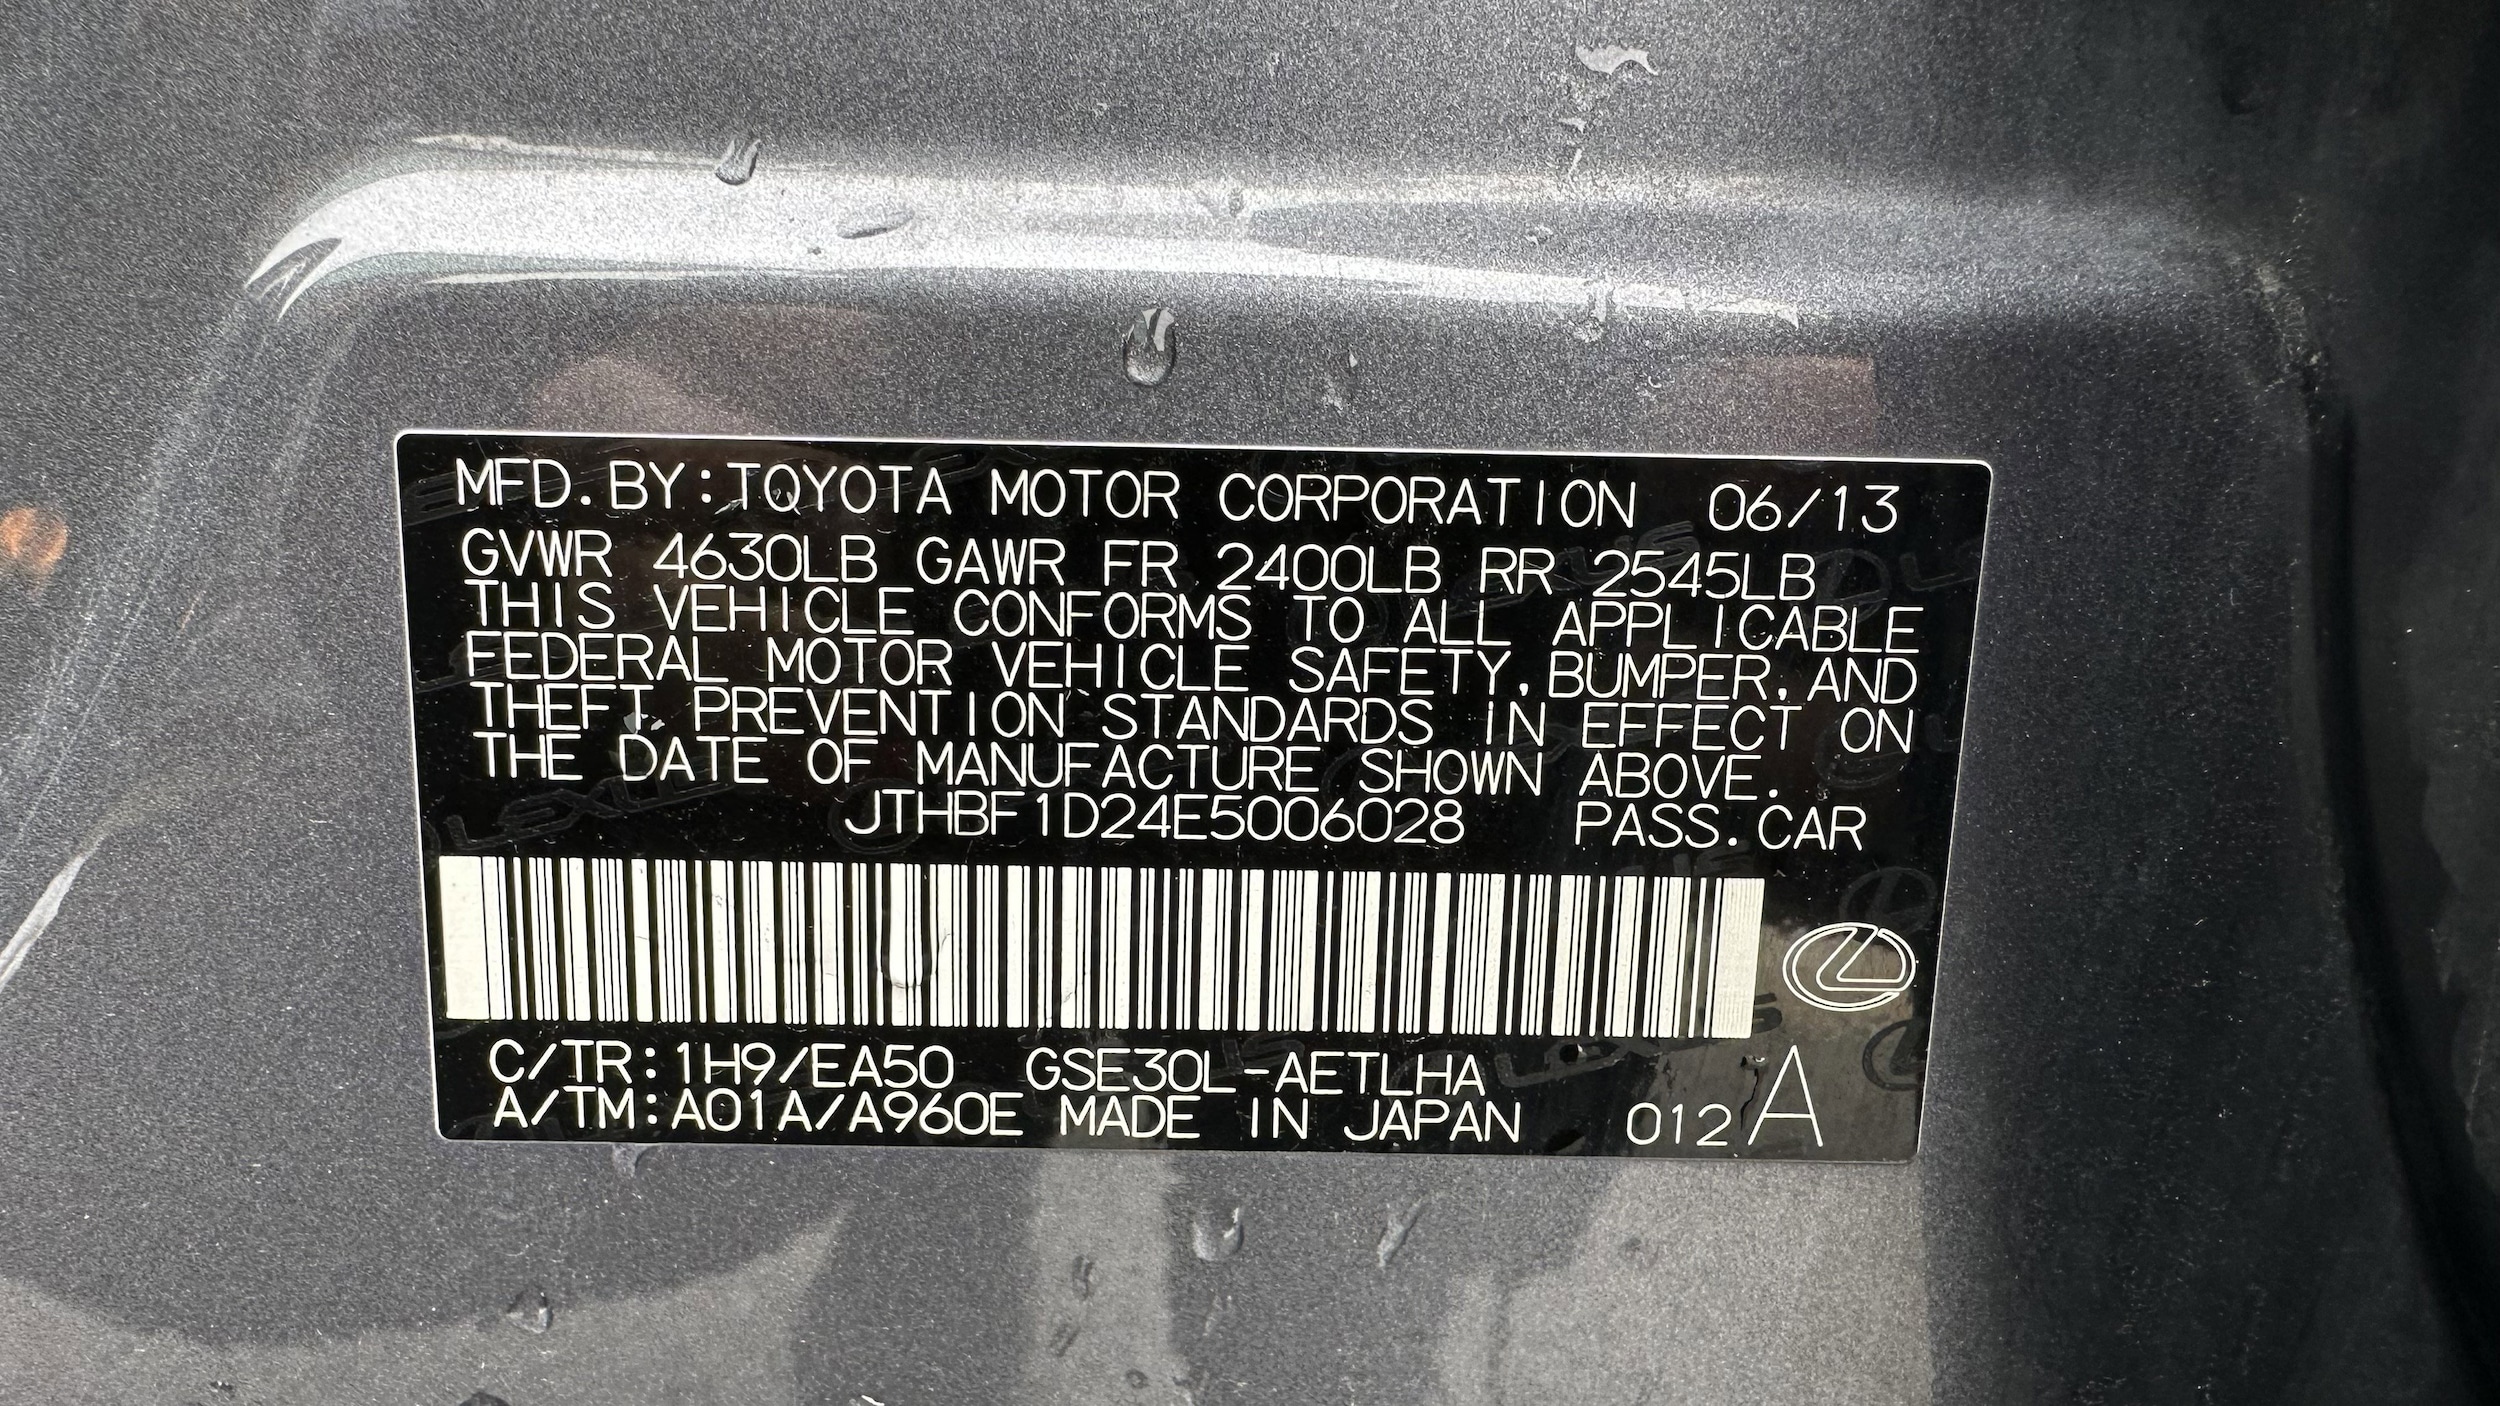 MFD.BY:TOYOTA MOTOR CORPORATION 06/13
GVWR 4630LB GAWR FR 2400LB RR 2545LB
THIS VEHICLE CONFORMS TO ALL APPLICABLE
FEDERAL MOTOR VEHICLE SAFETY,BUMPER,AND
THEFT PREVENTION STANDARDS IN EFFECT ON
THE DATE OF MANUFACTURE SHOWN ABOVE.
JTHBF1D24E5006028 PASS.CAR
C/TR:1H9/EA50 GSE30L-AETLHA
A/TM:A01A/A960E MADE IN JAPAN 012A